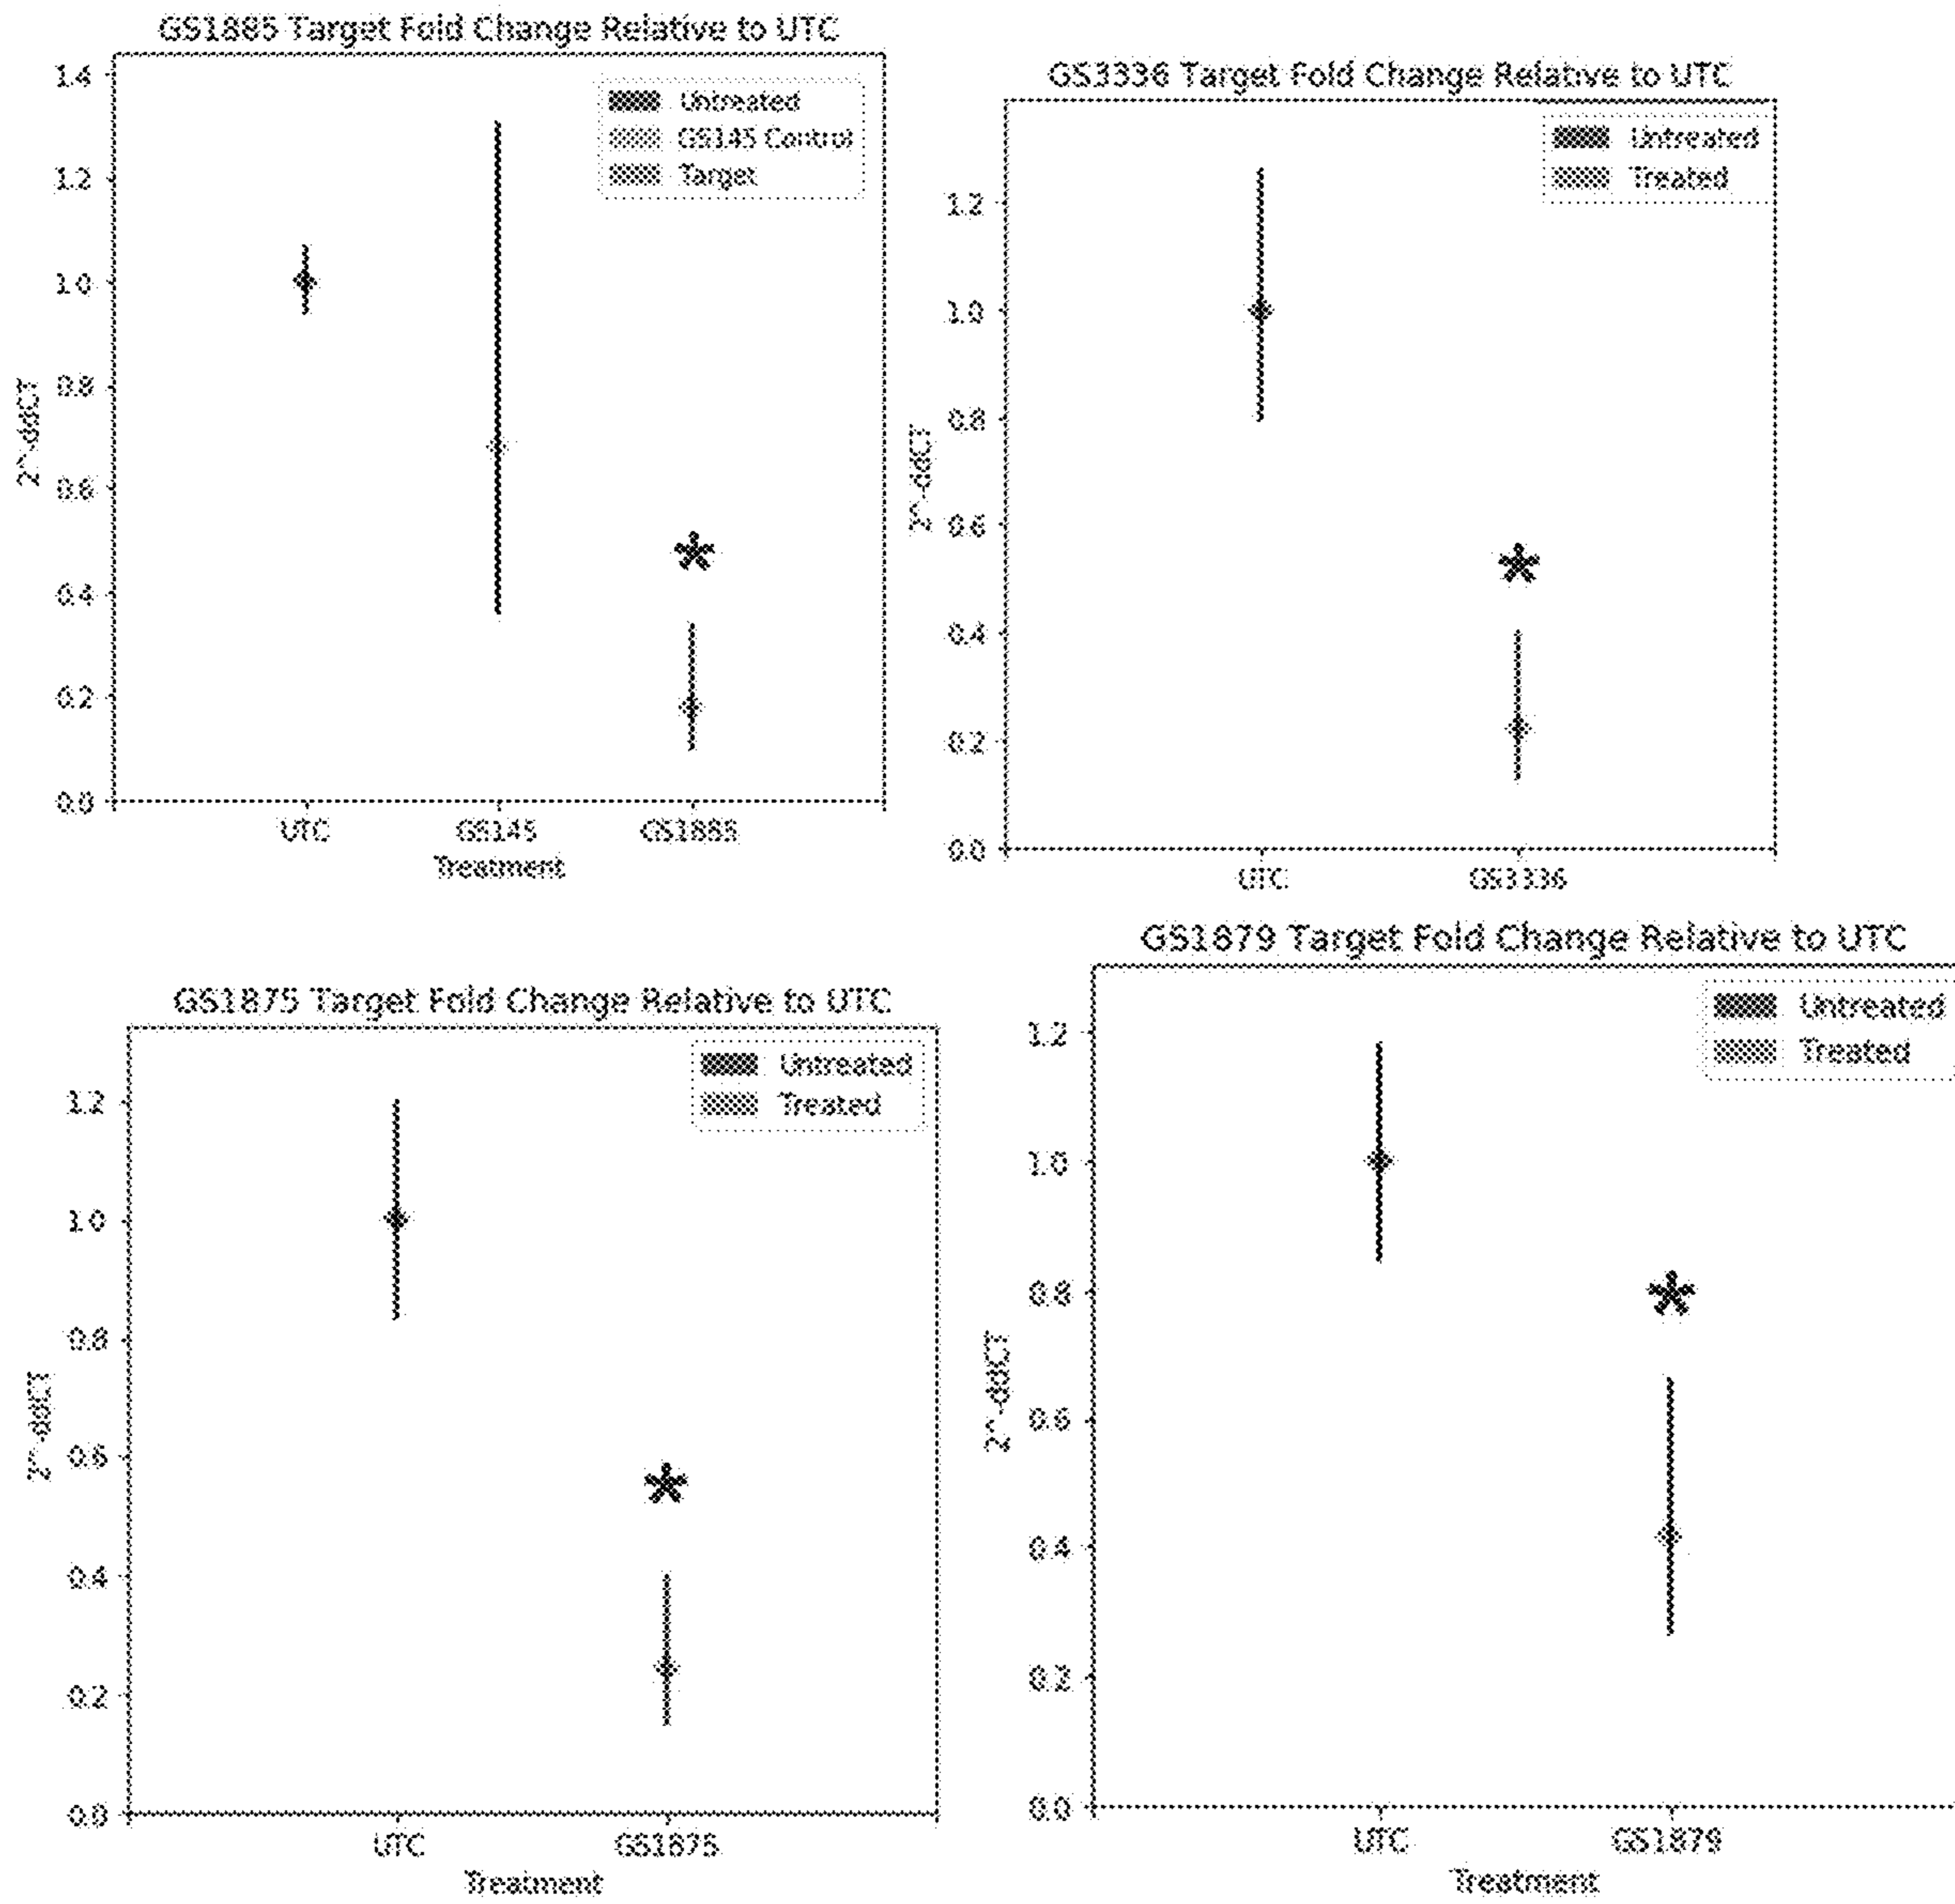 GS1885 Target Fold Change Relative to UTC
Untreated
GS145 Control
Target
1.4
1.2
1.0
0.8
0.6
0.4
0.2
0.0
2^-ddCT
UTC GS145 GS1885
Treatment
GS3336 Target Fold Change Relative to UTC
Untreated
Treated
1.2
1.0
0.8
0.6
0.4
0.2
0.0
2^-ddCT
UTC GS3336
GS1875 Target Fold Change Relative to UTC
Untreated
Treated
1.2
1.0
0.8
0.6
0.4
0.2
0.0
2^-ddCT
*
UTC GS1875
Treatment
GS1879 Target Fold Change Relative to UTC
Untreated
Treated
1.2
1.0
0.8
0.6
0.4
0.2
0.0
2^-ddCT
*
UTC GS1879
Treatment